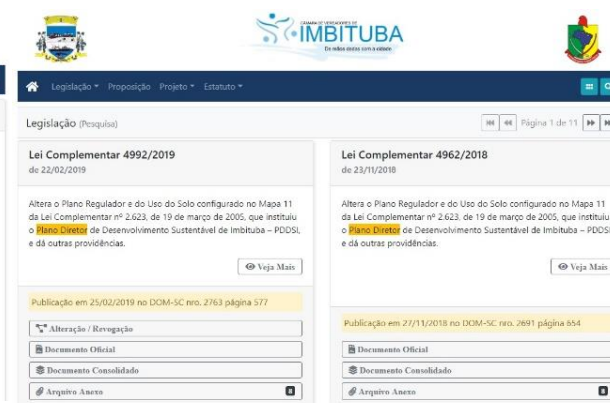 CÂMARA DE VEREADORES DE
IMBITUBA
De mãos dadas com a cidade
Legislação Proposição Projeto Estatuto
Legislação (Pesquisa)
Página 1 de 11
Lei Complementar 4992/2019
de 22/02/2019
Altera o Plano Regulador e do Uso do Solo configurado no Mapa 11
da Lei Complementar nº 2.623, de 19 de março de 2005, que instituiu
o Plano Diretor de Desenvolvimento Sustentável de Imbituba – PDDSI,
e dá outras providências.
Veja Mais
Publicação em 25/02/2019 no DOM-SC nro. 2763 página 577
Alteração / Revogação
Documento Oficial
Documento Consolidado
Arquivo Anexo
Lei Complementar 4962/2018
de 23/11/2018
Altera o Plano Regulador e do Uso do Solo configurado no Mapa 11
da Lei Complementar nº 2.623, de 19 de março de 2005, que instituiu
o Plano Diretor de Desenvolvimento Sustentável de Imbituba – PDDSI
e dá outras providências.
Veja Mais
Publicação em 27/11/2018 no DOM-SC nro. 2691 página 654
Documento Oficial
Documento Consolidado
Arquivo Anexo